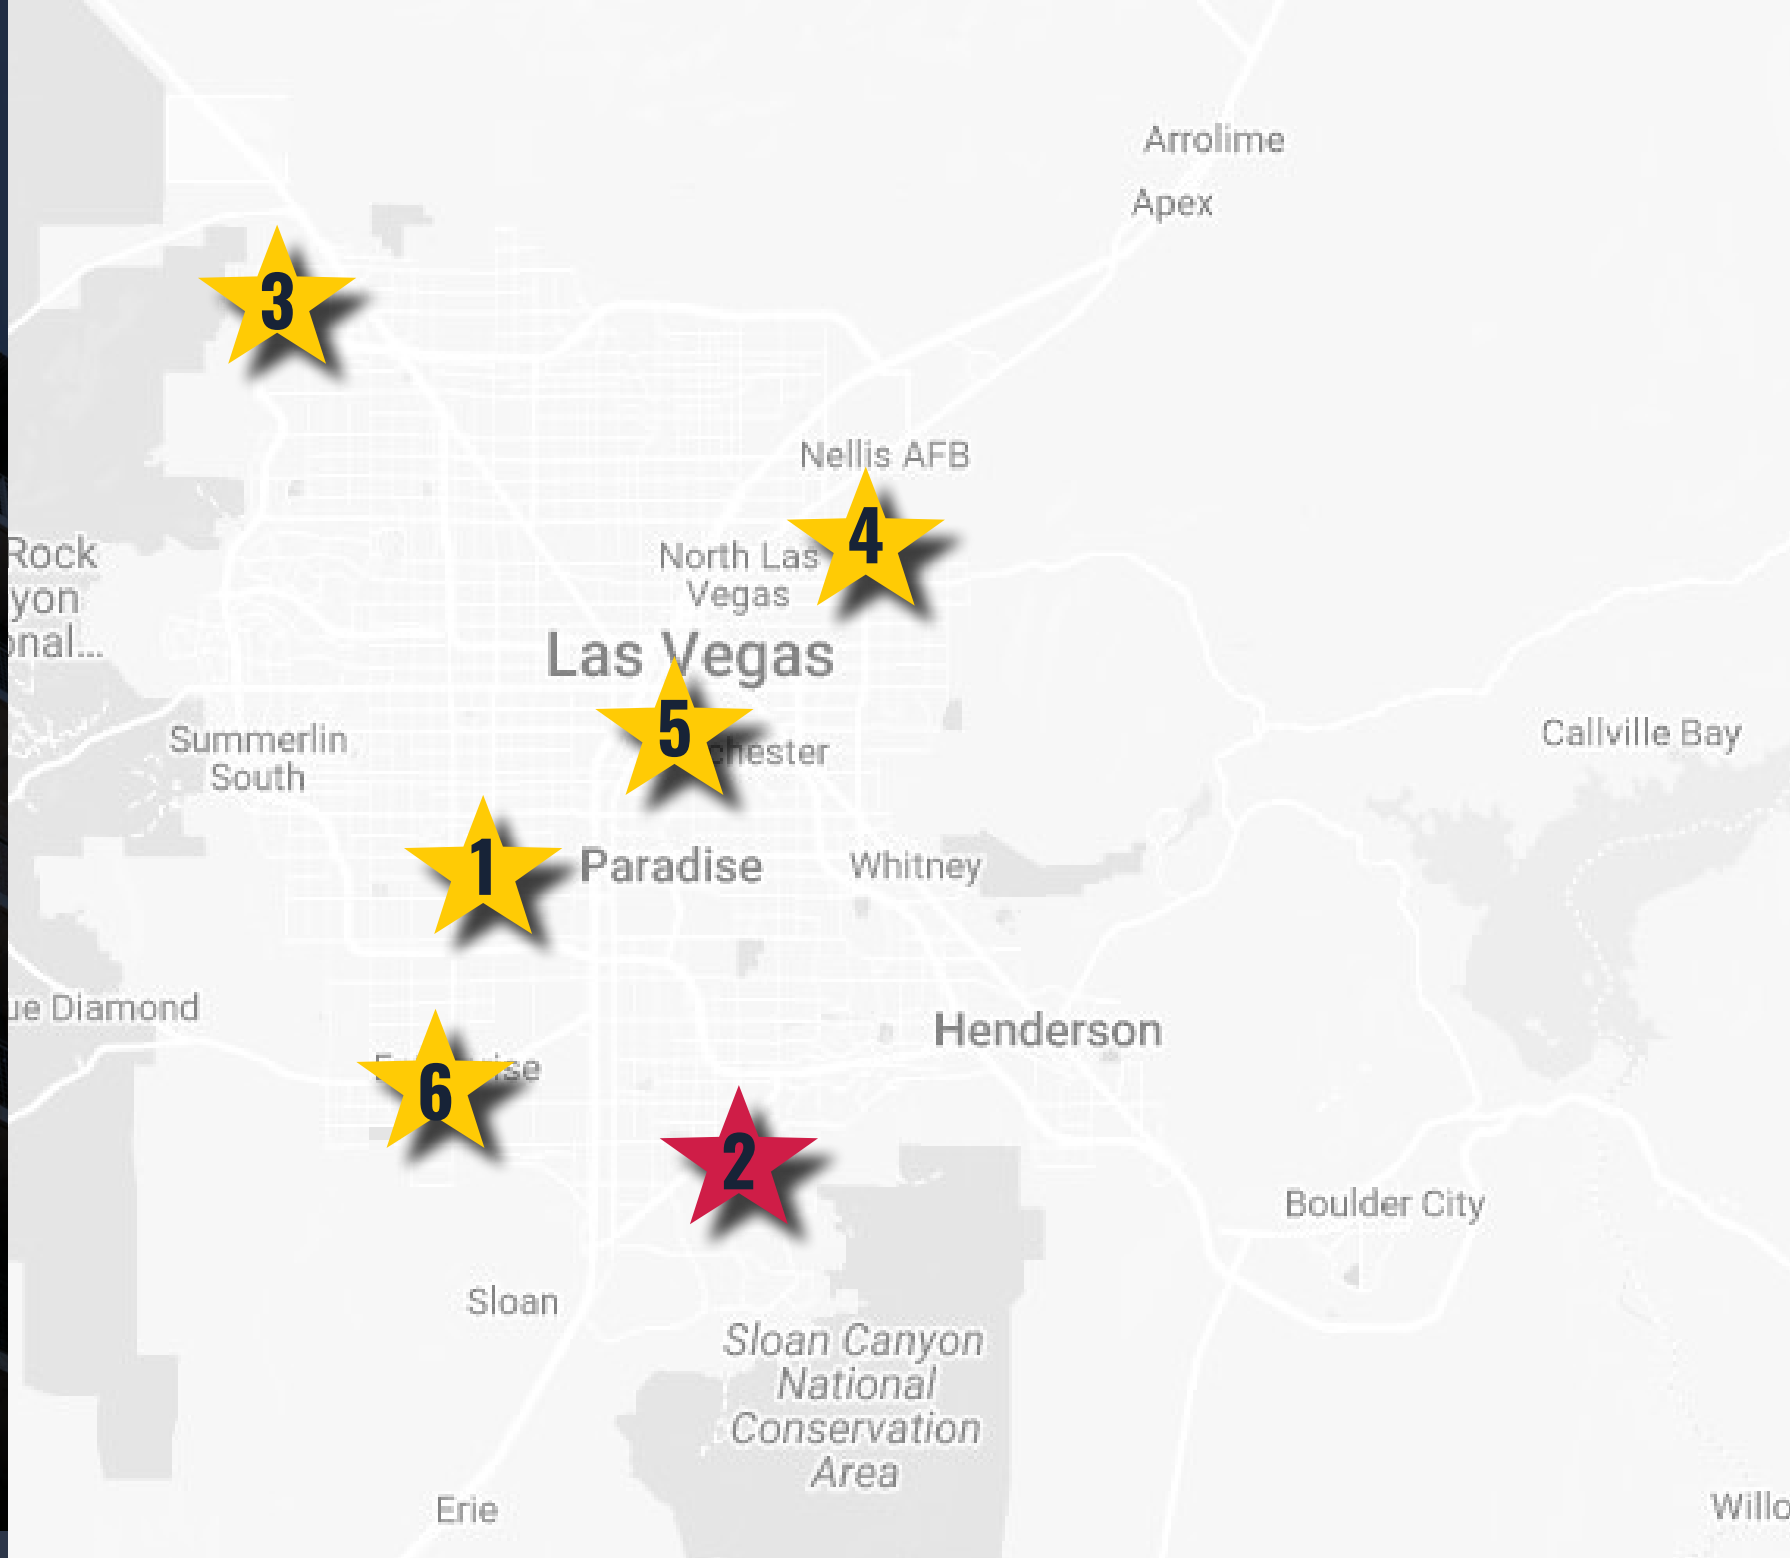 Arrolime
Apex
3
Nellis AFB
4
North Las
Vegas
Rock
yon
onal...
Las Vegas
5
chester
Summerlin
South
Callville Bay
1
Paradise
Whitney
ue Diamond
Henderson
6
2
Boulder City
Sloan
Sloan Canyon
National
Conservation
Area
Erie
Willo